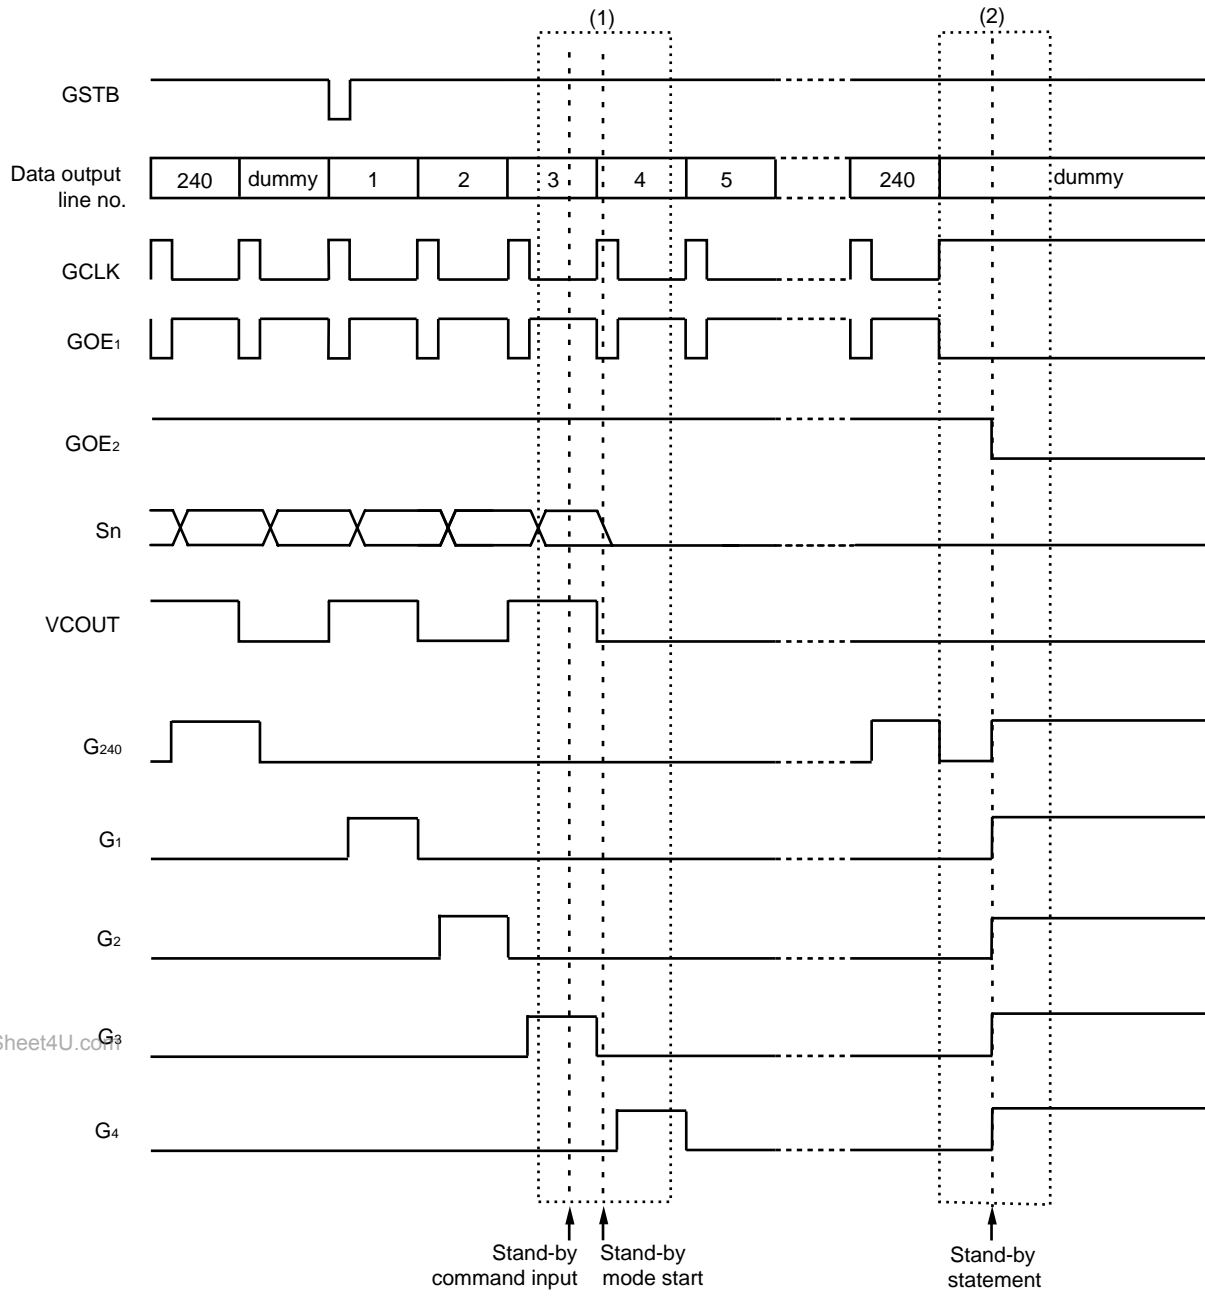 (1)
(2)
GSTB
Data output
line no.
240 dummy 1 2 3 4 5 240 dummy
GCLK
GOE1
GOE2
Sn
VCOUT
G240
G1
G2
G3
Sheet4U.com
G4
Stand-by
command input
Stand-by
mode start
Stand-by
statement